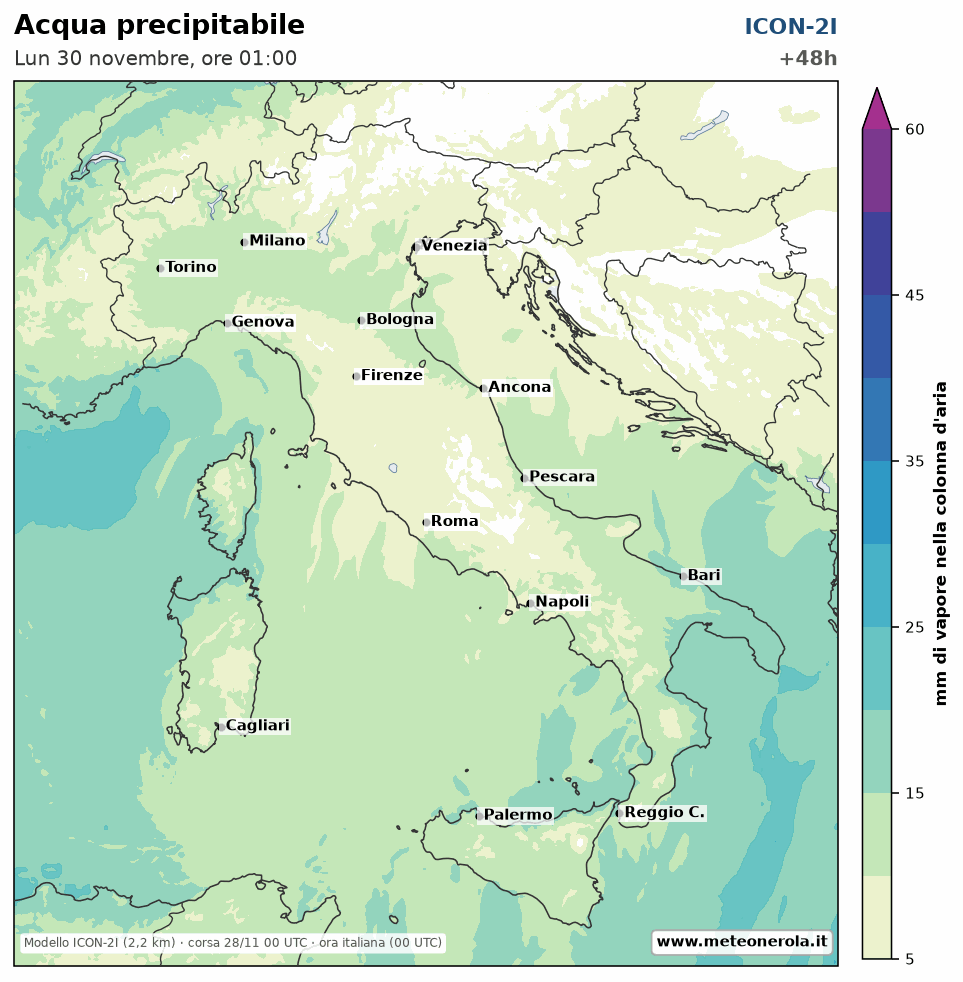 Acqua precipitabile
ICON-2I
Lun 30 novembre, ore 01:00
+48h
60
45
35
25
15
5
mm di vapore nella colonna d'aria
Milano
Venezia
Torino
Genova
Bologna
Firenze
Ancona
Pescara
Roma
Bari
Napoli
Cagliari
Palermo
Reggio C.
Modello ICON-2I (2,2 km) · corsa 28/11 00 UTC · ora italiana (00 UTC)
www.meteonerola.it